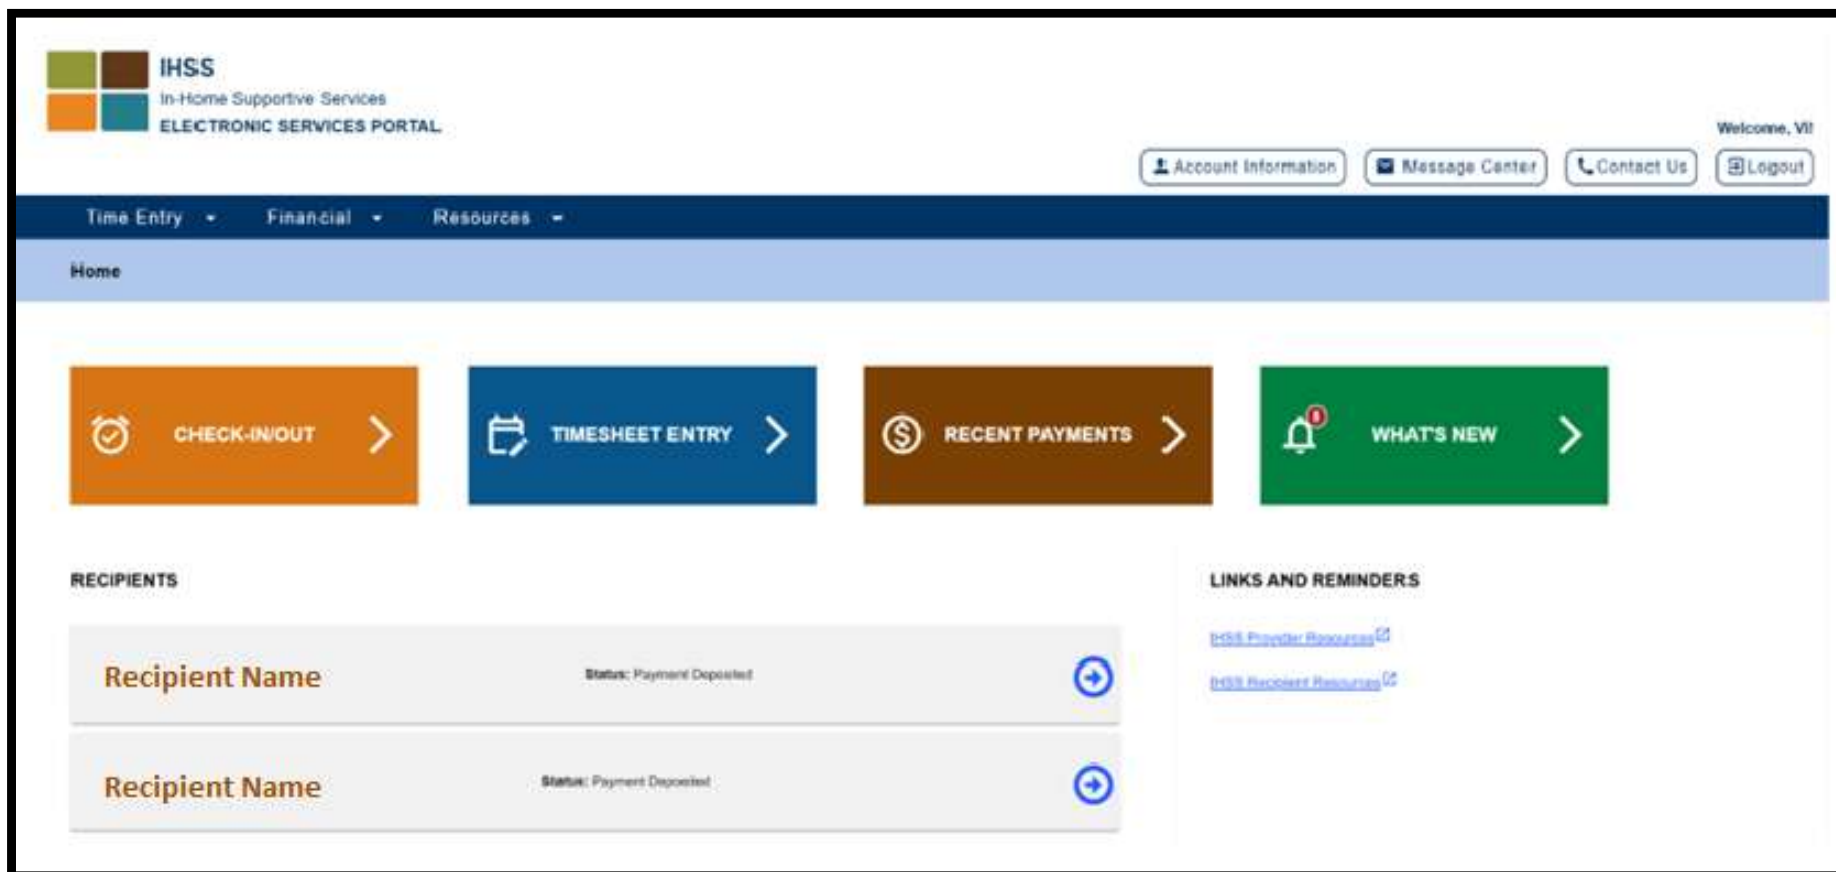 IHSS
In-Home Supportive Services
ELECTRONIC SERVICES PORTAL
Welcome, VI!
Account Information Message Center Contact Us Logout
Time Entry Financial Resources
Home
CHECK-IN/OUT TIMESHEET ENTRY RECENT PAYMENTS WHAT'S NEW
RECIPIENTS
LINKS AND REMINDERS
IHSS Provider Resources
Recipient Name Status: Payment Deposited
IHSS Recipient Resources
Recipient Name Status: Payment Deposited